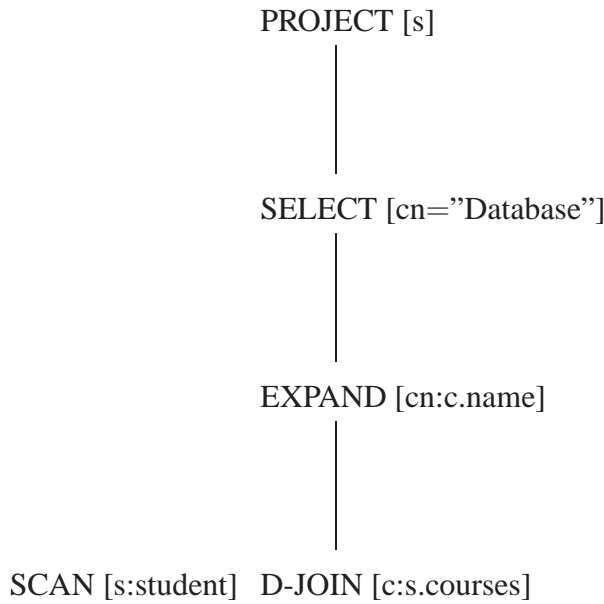 PROJECT [s]
SELECT [cn=”Database”]
EXPAND [cn:c.name]
SCAN [s:student] D-JOIN [c:s.courses]